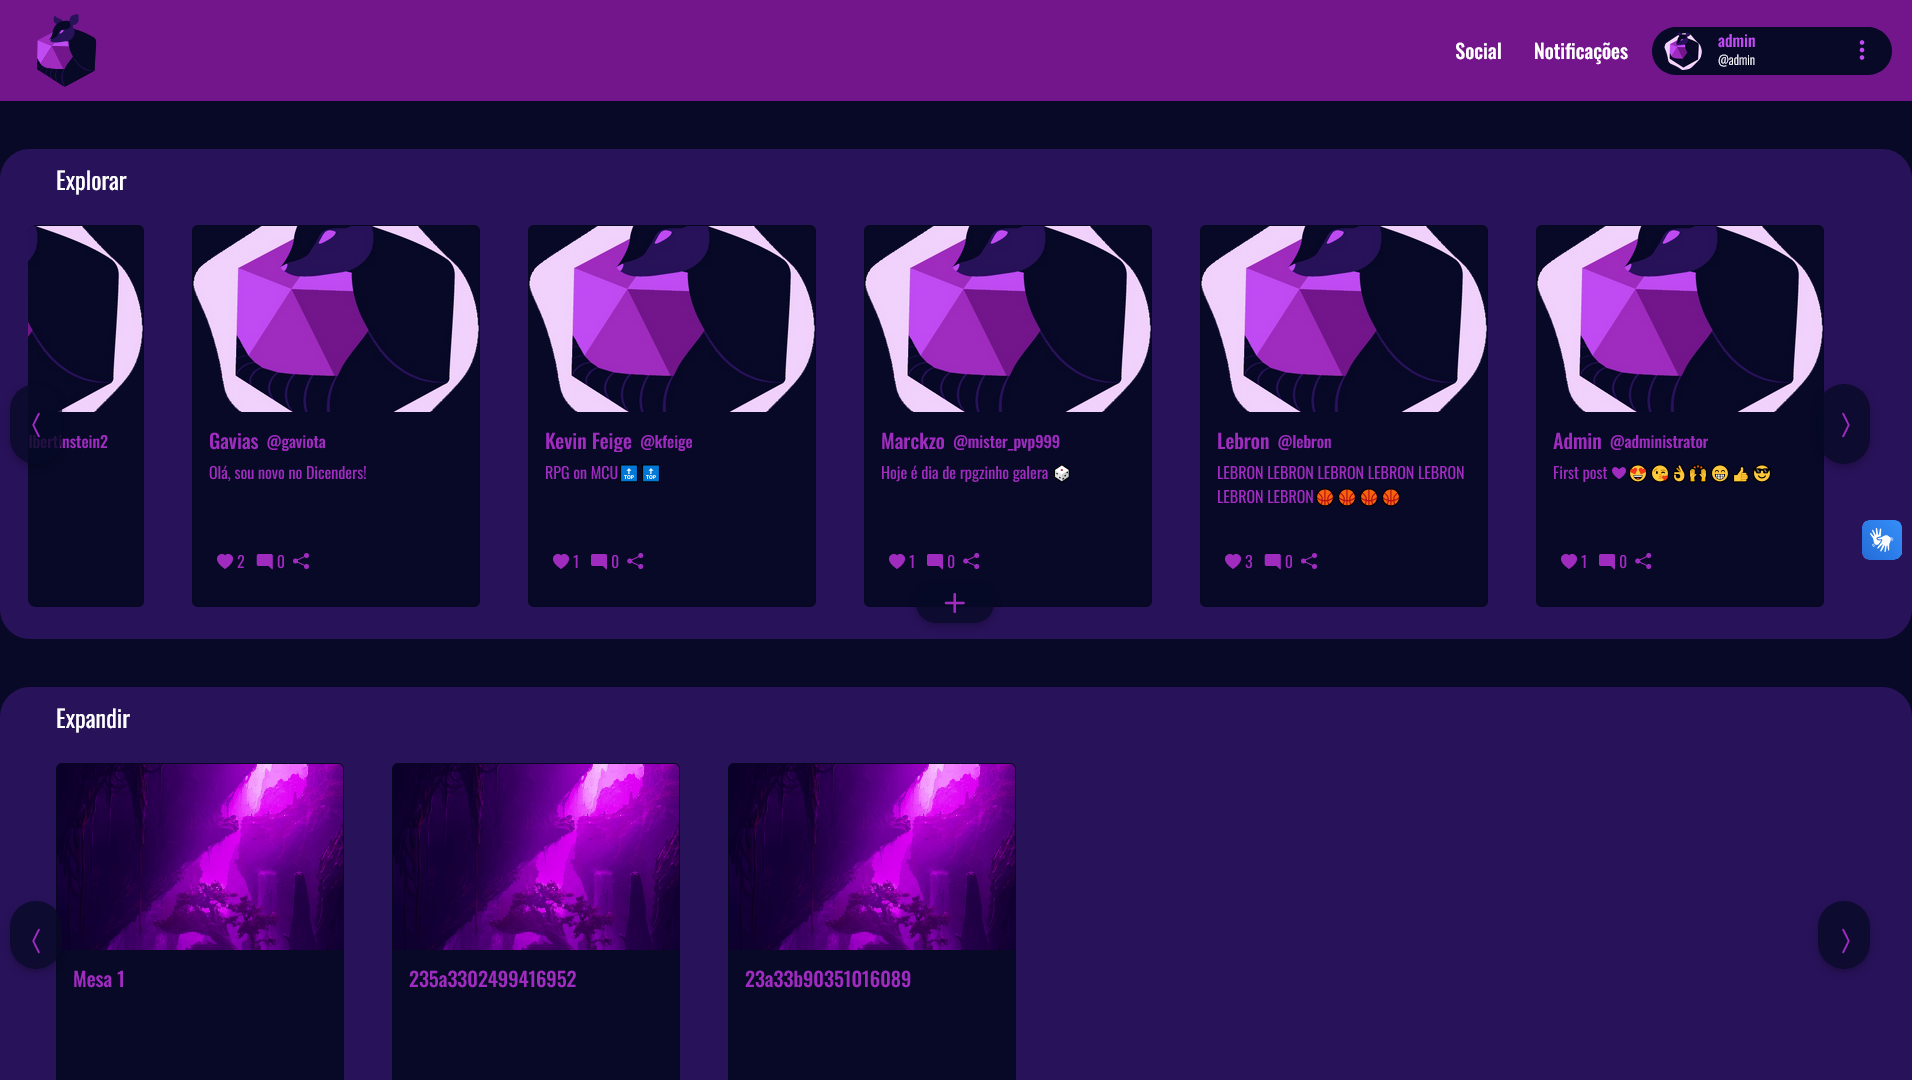 Social
Notificações
admin
@admin
Explorar
Gavias @gaviota
Olá, sou novo no Dicenders!
2 0
Kevin Feige @kfeige
RPG on MCU🔝 🔝
1 0
Marckzo @mister_pvp999
Hoje é dia de rpgzinho galera 🎲
1 0
Lebron @lebron
LEBRON LEBRON LEBRON LEBRON LEBRON
LEBRON LEBRON🏀 🏀 🏀 🏀
3 0
Admin @administrator
First post 💜😍 😘👌🙌 😁 👍 😎
1 0
Expandir
Mesa 1
235a3302499416952
23a33b90351016089